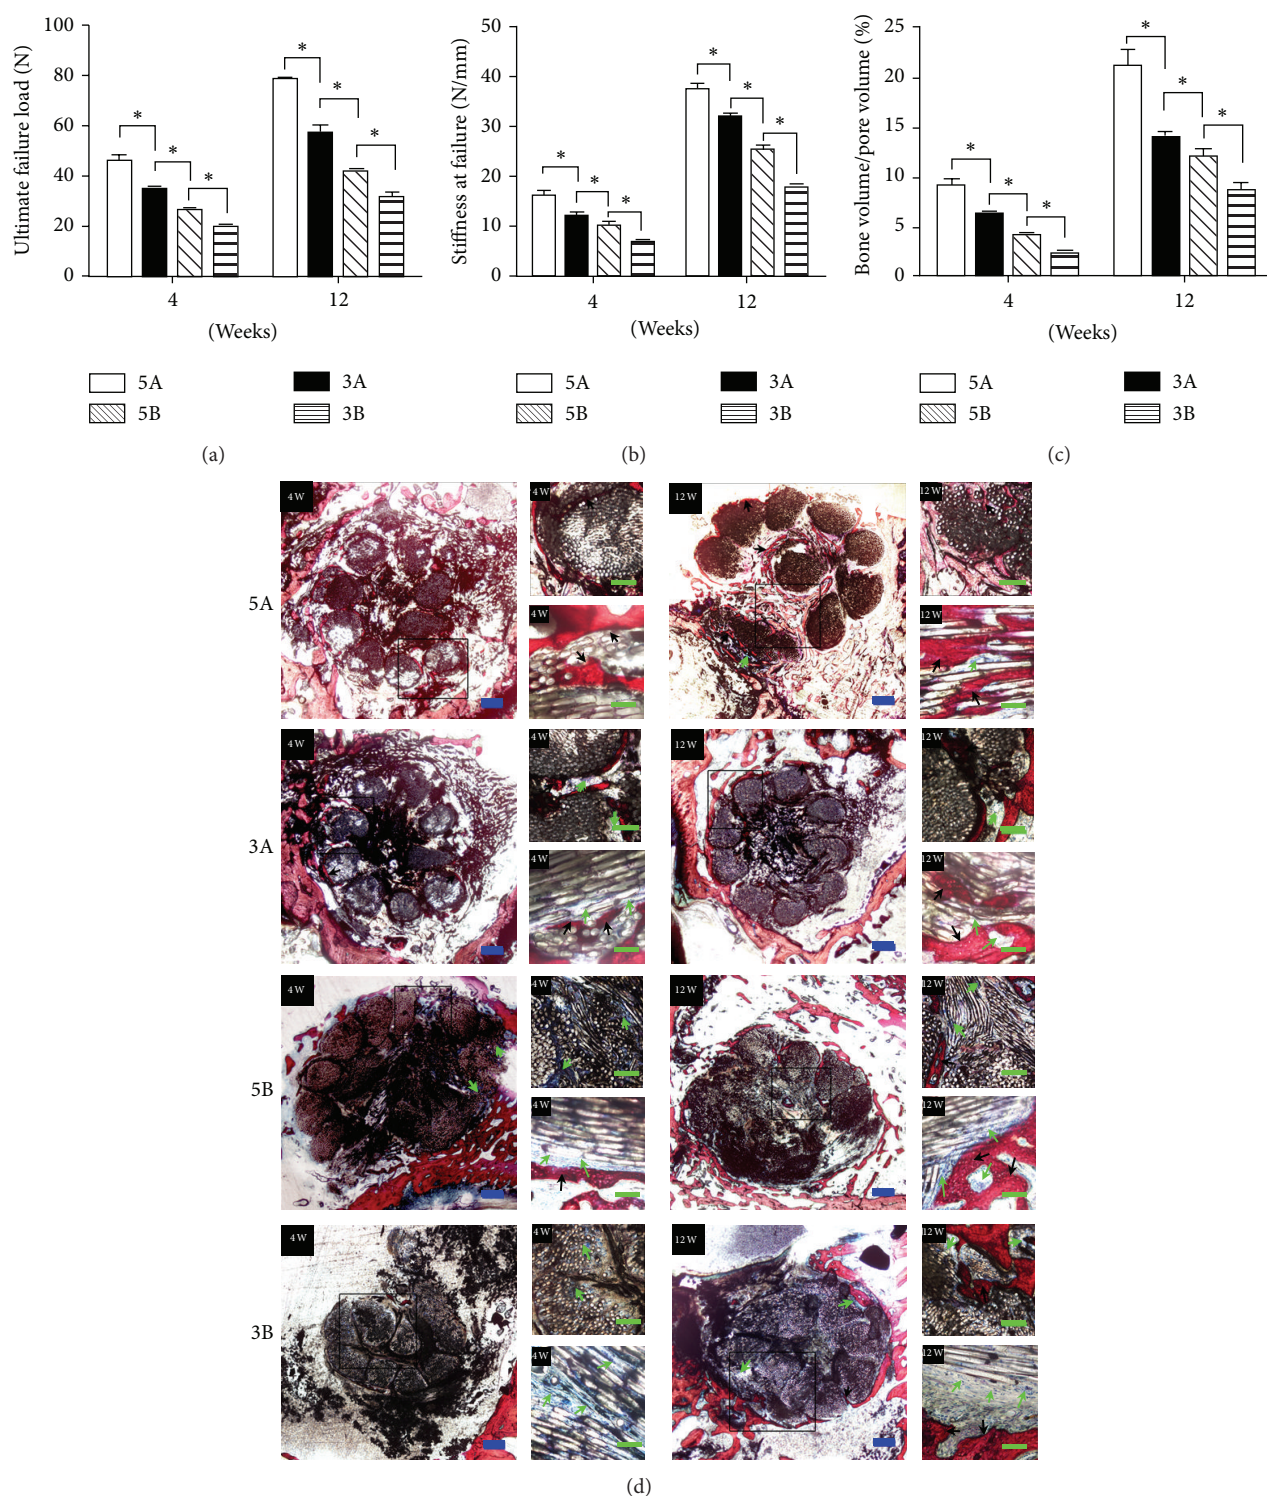 Ultimate failure load (N)
100
80
60
40
20
0
* * * * * *
4 12
(Weeks)
5A 3A
5B 3B
(a)
Stiffness at failure (N/mm)
50
40
30
20
10
0
* * * * * *
4 12
(Weeks)
5A 3A
5B 3B
(b)
Bone volume/pore volume (%)
25
20
15
10
5
0
* * * * * *
4 12
(Weeks)
5A 3A
5B 3B
(c)
5A
4 W 4 W 12 W 12 W
4 W 12 W
3A
4 W 4 W 12 W 12 W
4 W 12 W
5B
4 W 4 W 12 W 12 W
4 W 12 W
3B
4 W 4 W 12 W 12 W
4 W 12 W
(d)